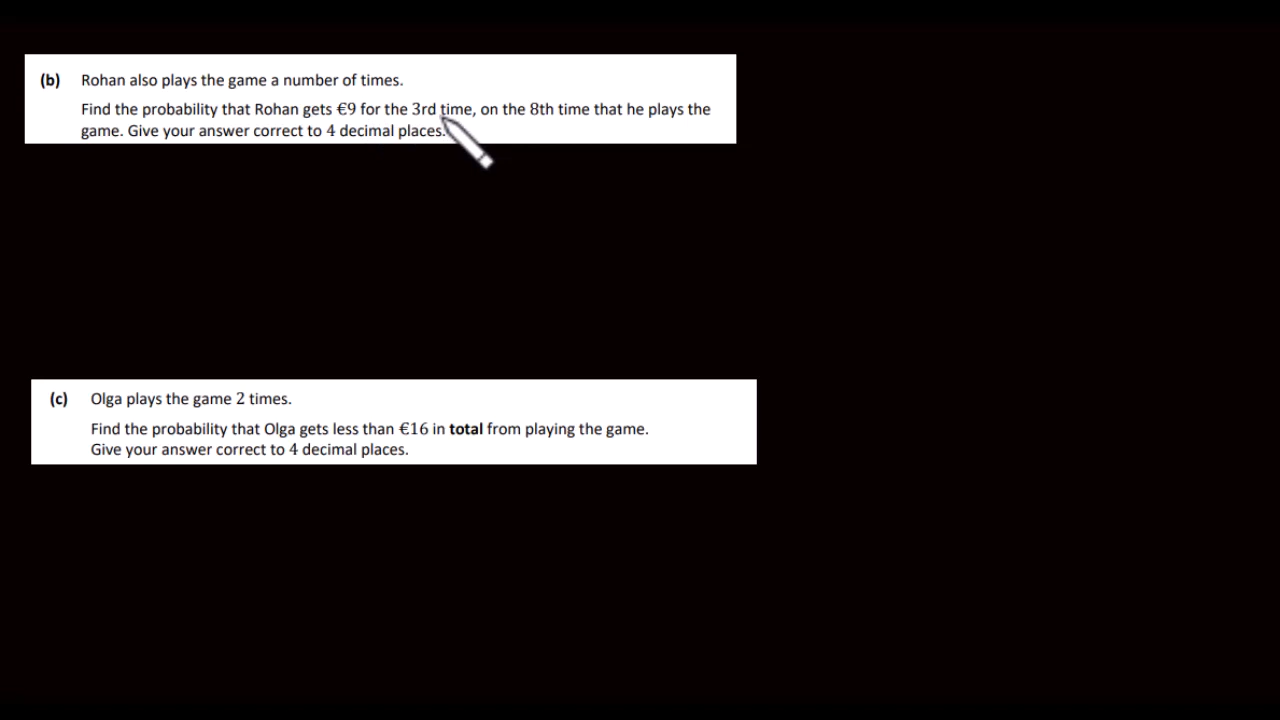 (b) Rohan also plays the game a number of times.
Find the probability that Rohan gets €9 for the 3rd time, on the 8th time that he plays the
game. Give your answer correct to 4 decimal places.
(c) Olga plays the game 2 times.
Find the probability that Olga gets less than €16 in total from playing the game.
Give your answer correct to 4 decimal places.